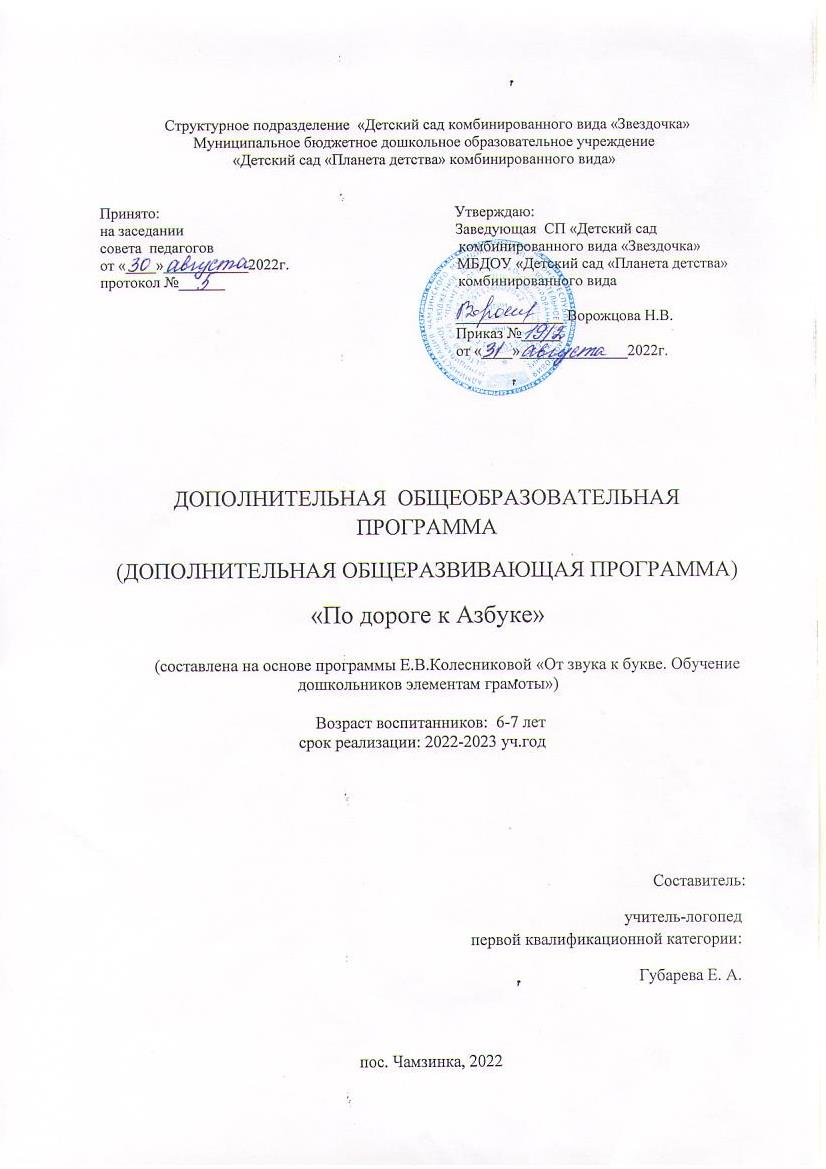 Структурное подразделение «Детский сад комбинированного вида «Звездочка»
Муниципальное бюджетное дошкольное образовательное учреждение
«Детский сад «Планета детства» комбинированного вида»
Принято:
на заседании
совета педагогов
от «30» августа 2022г.
протокол № 5
Утверждаю:
Заведующая СП «Детский сад
комбинированного вида «Звездочка»
МБДОУ «Детский сад «Планета детства»
комбинированного вида
Ворожцова Н.В.
Приказ № 19/2
от «31» августа 2022г.
ДОПОЛНИТЕЛЬНАЯ ОБЩЕОБРАЗОВАТЕЛЬНАЯ
ПРОГРАММА
(ДОПОЛНИТЕЛЬНАЯ ОБЩЕРАЗВИВАЮЩАЯ ПРОГРАММА)
«По дороге к Азбуке»
(составлена на основе программы Е.В.Колесниковой «От звука к букве. Обучение
дошкольников элементам грамоты»)
Возраст воспитанников: 6-7 лет
срок реализации: 2022-2023 уч.год
Составитель:
учитель-логопед
первой квалификационной категории:
Губарева Е. А.
пос. Чамзинка, 2022